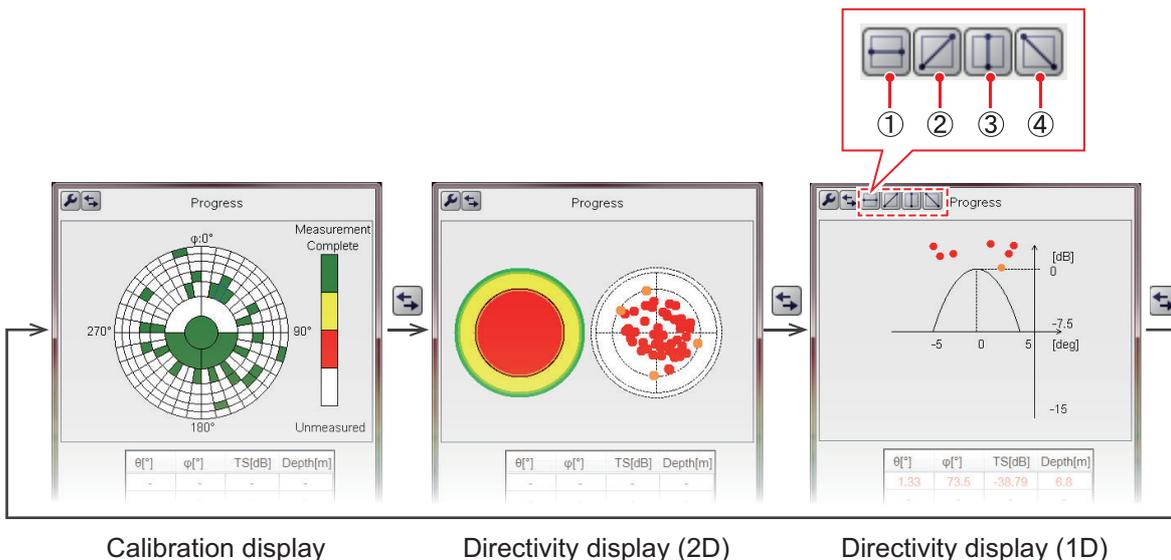 ① ② ③ ④
Progress
Measurement
Complete
φ:0°
270°
90°
180°
Unmeasured
θ[°] φ[°] TS[dB] Depth[m]
- - - -
- - - -
Calibration display
Progress
θ[°] φ[°] TS[dB] Depth[m]
- - - -
- - - -
Directivity display (2D)
Progress
[dB]
0
-7.5
-5 0 5 [deg]
-15
θ[°] φ[°] TS[dB] Depth[m]
1.33 73.5 -38.79 6.8
- - - -
Directivity display (1D)